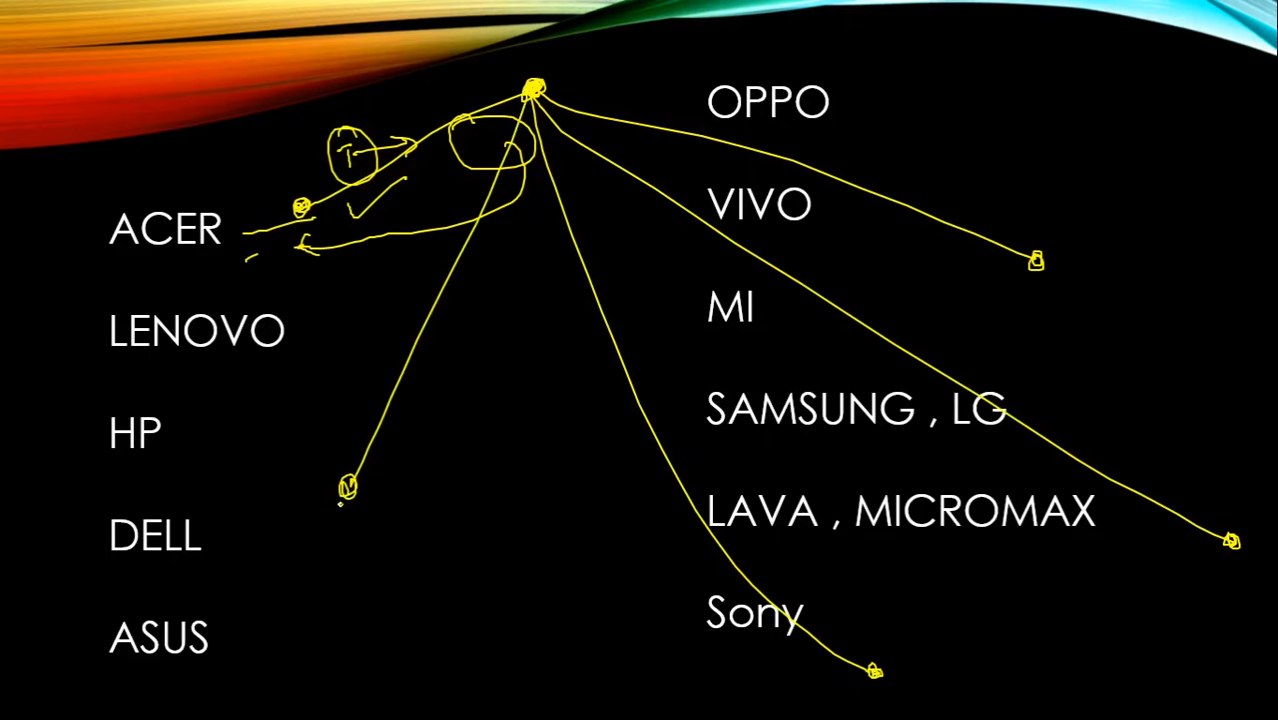 ACER
LENOVO
HP
DELL
ASUS
OPPO
VIVO
MI
SAMSUNG , LG
LAVA , MICROMAX
Sony
T